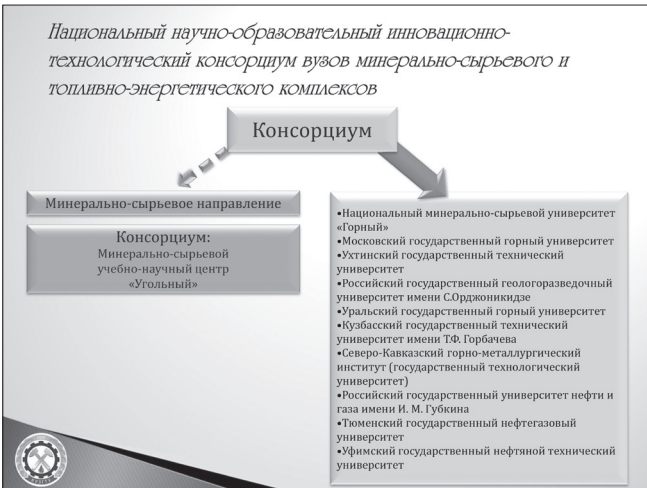 Национальный научно-образовательный инновационно-
технологический консорциум вузов минерально-сырьевого и
топливно-энергетического комплексов
Консорциум
Минерально-сырьевое направление
Консорциум:
Минерально-сырьевой
учебно-научный центр
«Угольный»
•Национальный минерально-сырьевой университет
«Горный»
•Московский государственный горный университет
•Ухтинский государственный технический
университет
•Российский государственный геологоразведочный
университет имени С.Орджоникидзе
•Уральский государственный горный университет
•Кузбасский государственный технический
университет имени Т.Ф. Горбачева
•Северо-Кавказский горно-металлургический
институт (государственный технологический
университет)
•Российский государственный университет нефти и
газа имени И. М. Губкина
•Тюменский государственный нефтегазовый
университет
•Уфимский государственный нефтяной технический
университет